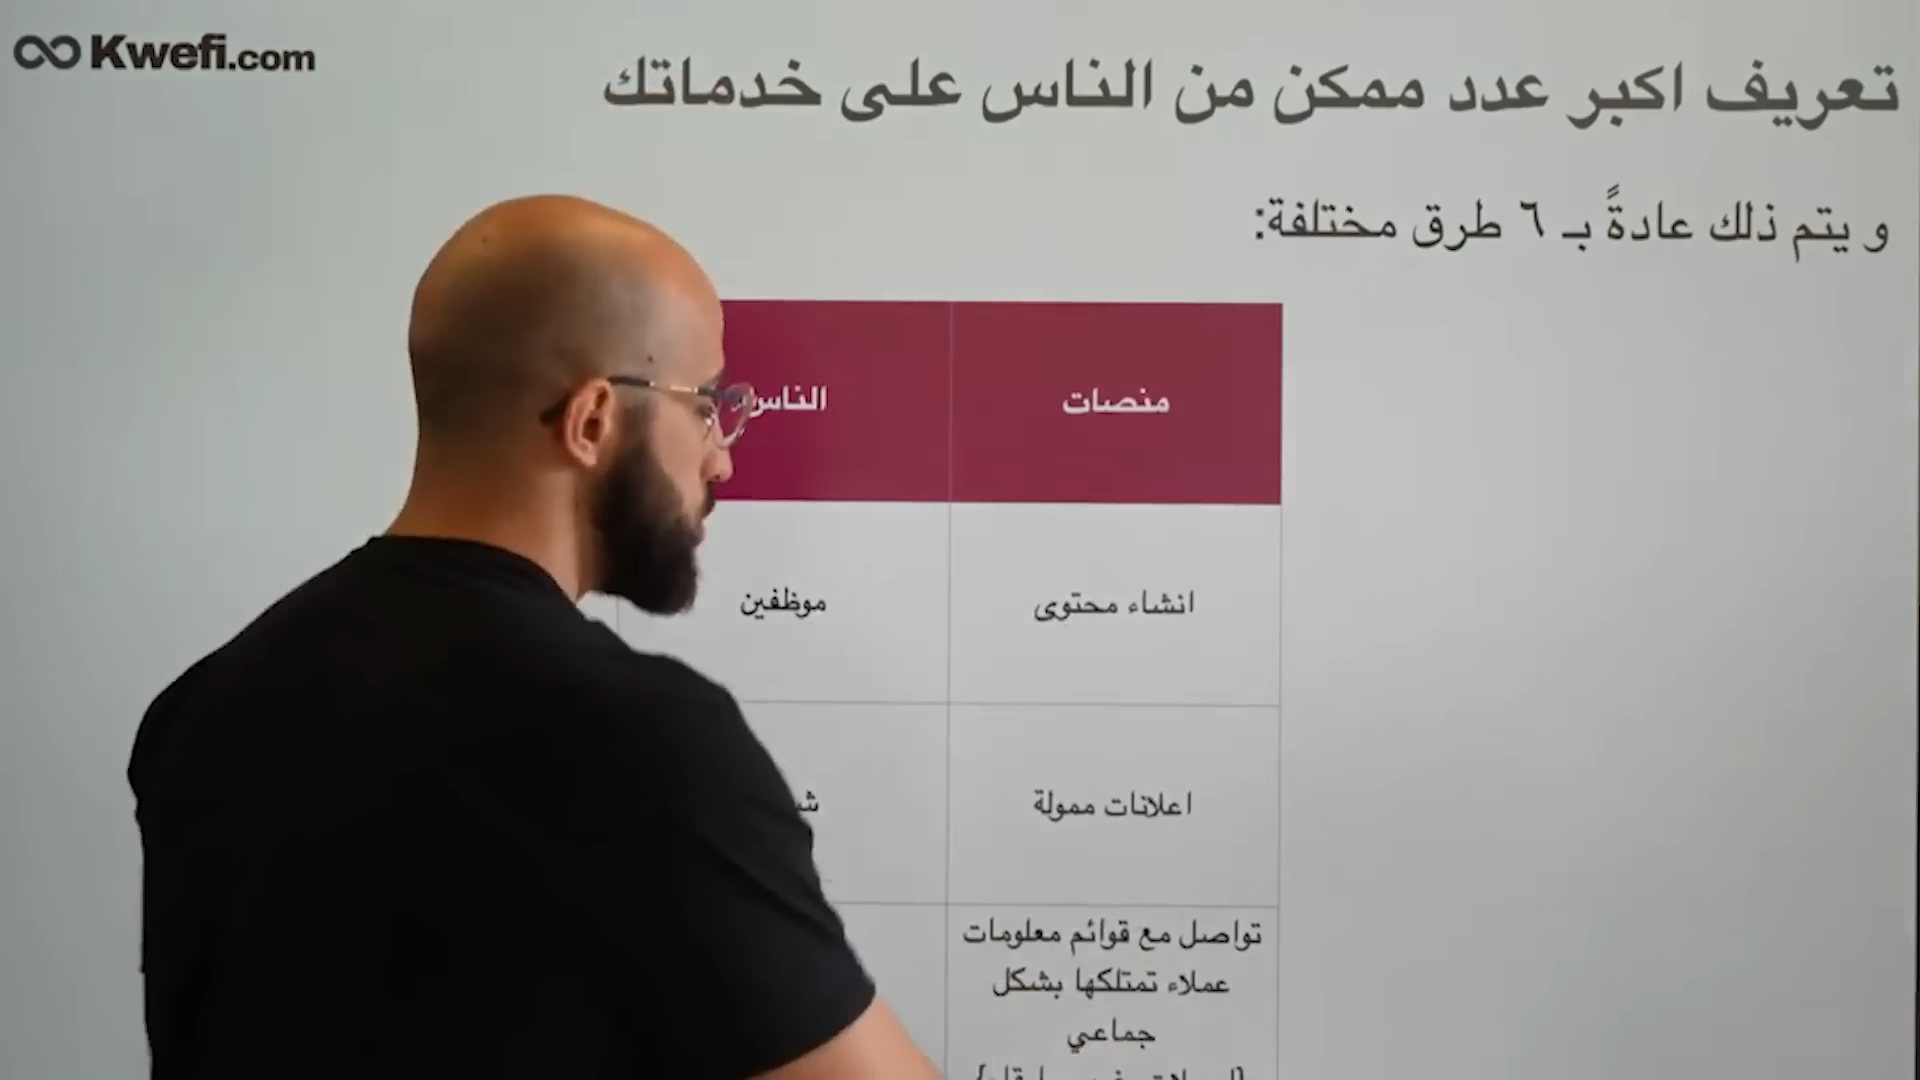 Kwefi.com
تعريف اكبر عدد ممكن من الناس على خدماتك
و يتم ذلك عادةً بـ ٦ طرق مختلفة:
منصات
الناس
انشاء محتوى
موظفين
اعلانات ممولة
تواصل مع قوائم معلومات
عملاء تمتلكها بشكل
جماعي